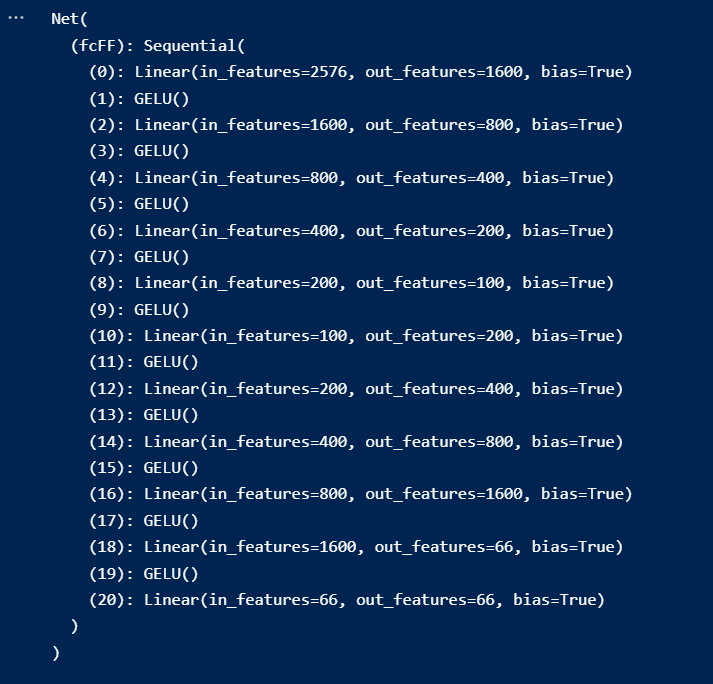 ...
Net(
(fcFF): Sequential(
(0): Linear(in_features=2576, out_features=1600, bias=True)
(1): GELU()
(2): Linear(in_features=1600, out_features=800, bias=True)
(3): GELU()
(4): Linear(in_features=800, out_features=400, bias=True)
(5): GELU()
(6): Linear(in_features=400, out_features=200, bias=True)
(7): GELU()
(8): Linear(in_features=200, out_features=100, bias=True)
(9): GELU()
(10): Linear(in_features=100, out_features=200, bias=True)
(11): GELU()
(12): Linear(in_features=200, out_features=400, bias=True)
(13): GELU()
(14): Linear(in_features=400, out_features=800, bias=True)
(15): GELU()
(16): Linear(in_features=800, out_features=1600, bias=True)
(17): GELU()
(18): Linear(in_features=1600, out_features=66, bias=True)
(19): GELU()
(20): Linear(in_features=66, out_features=66, bias=True)
)
)